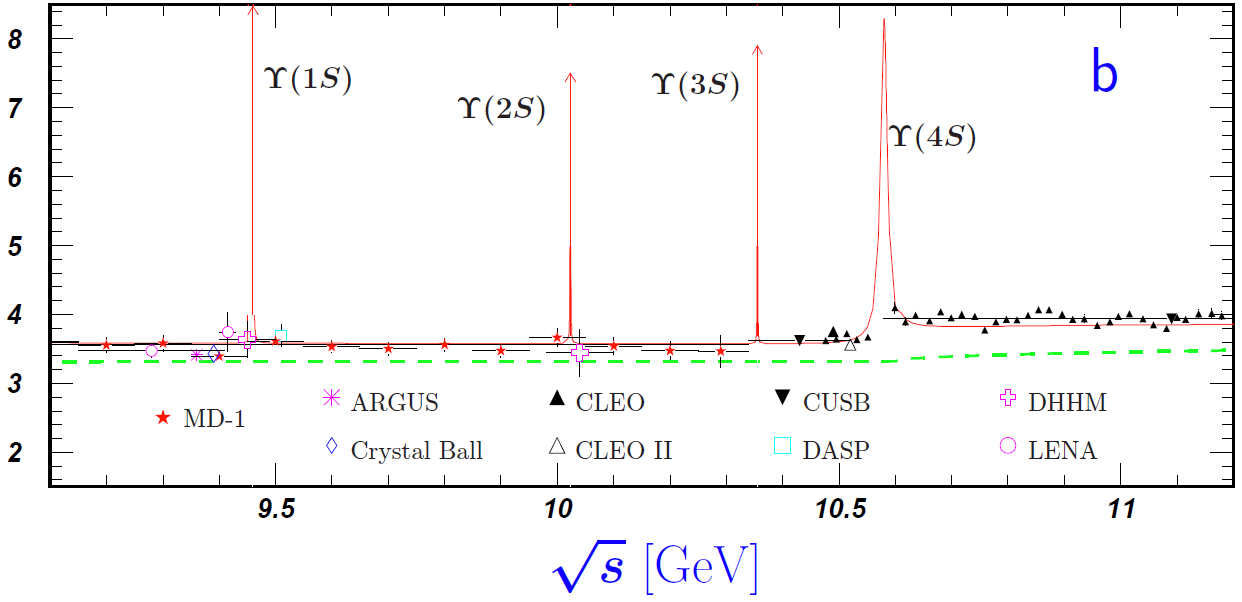 8
7
6
5
4
3
2
ϒ(1S)
ϒ(2S)
ϒ(3S)
ϒ(4S)
b
MD-1
ARGUS
CLEO
CUSB
DHHM
Crystal Ball
CLEO II
DASP
LENA
9.5 10 10.5 11
√s [GeV]